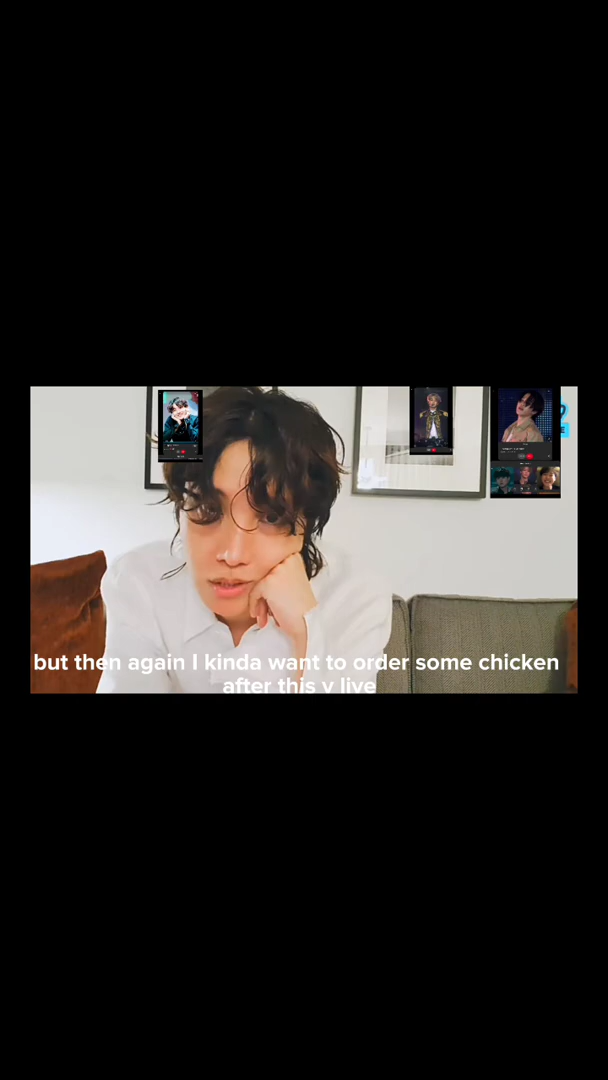 but then again I kinda want to order some chicken
after this v live